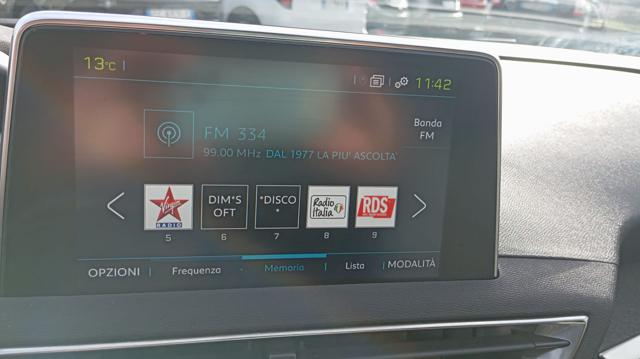 13°C
11:42
FM 334
99.00 MHz DAL 1977 LA PIU' ASCOLTA
Banda
FM
Virgin
RADIO
5
DIM*S
OFT
6
*DISCO
*
7
Radio
Italia
8
RDS
9
OPZIONI
Frequenza
Memoria
Lista
MODALITÀ